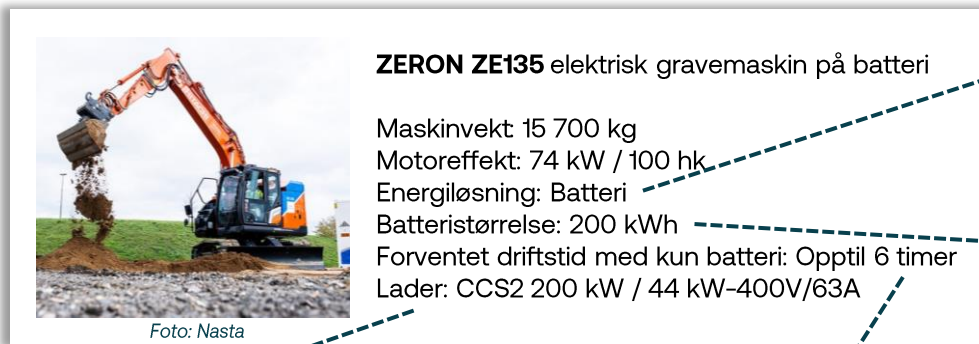 ZERON ZE135 elektrisk gravemaskin på batteri
Maskinvekt: 15 700 kg
Motoreffekt: 74 kW / 100 hk
Energiløsning: Batteri
Batteristørrelse: 200 kWh
Forventet driftstid med kun batteri: Opptil 6 timer
Lader: CCS2 200 kW / 44 kW-400V/63A
Foto: Nasta